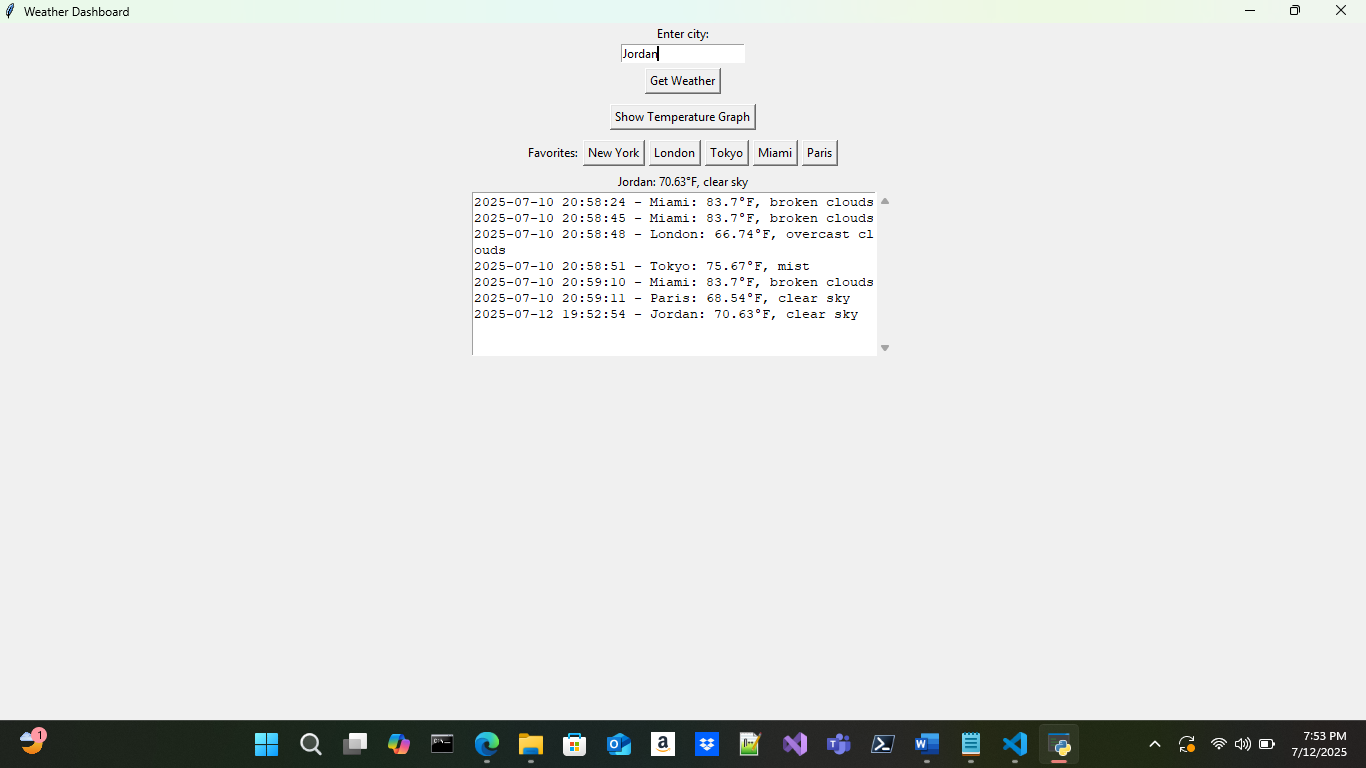 Weather Dashboard
Enter city:
Jordan
Get Weather
Show Temperature Graph
Favorites: New York London Tokyo Miami Paris
Jordan: 70.63°F, clear sky
2025-07-10 20:58:24 - Miami: 83.7°F, broken clouds
2025-07-10 20:58:45 - Miami: 83.7°F, broken clouds
2025-07-10 20:58:48 - London: 66.74°F, overcast cl
ouds
2025-07-10 20:58:51 - Tokyo: 75.67°F, mist
2025-07-10 20:59:10 - Miami: 83.7°F, broken clouds
2025-07-10 20:59:11 - Paris: 68.54°F, clear sky
2025-07-12 19:52:54 - Jordan: 70.63°F, clear sky
1
7:53 PM
7/12/2025